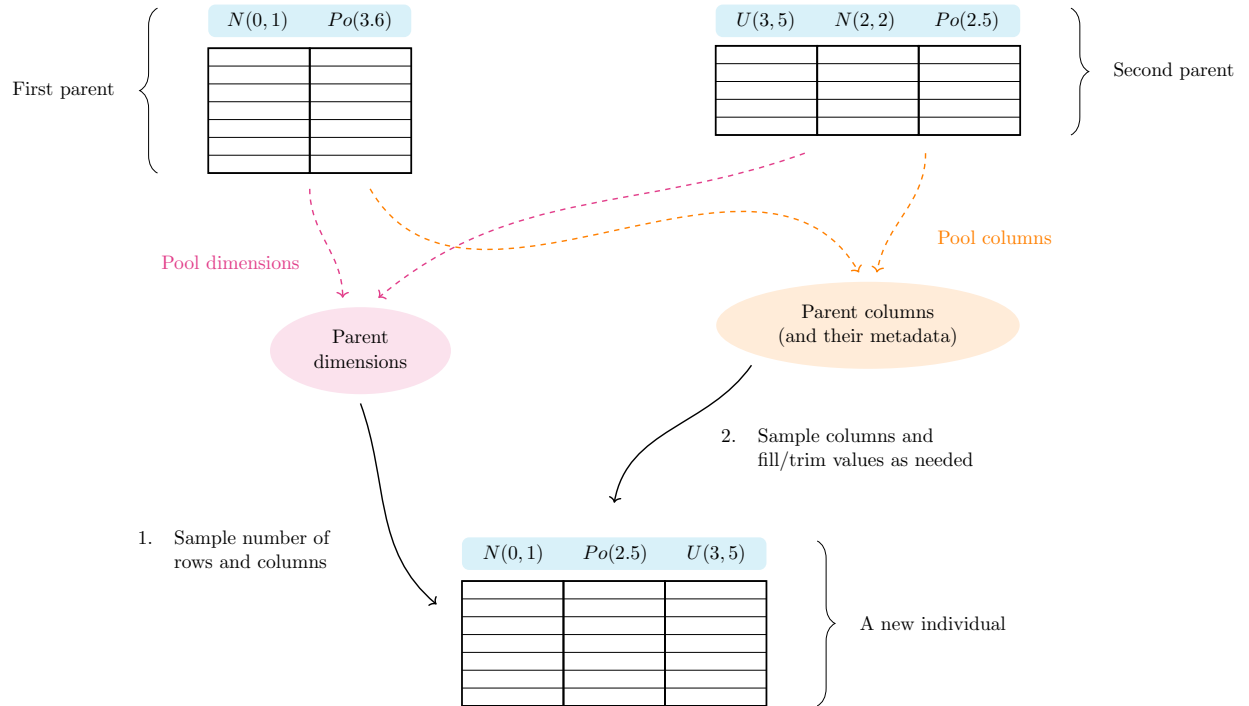 N(0, 1) Po(3.6)
U(3, 5) N(2, 2) Po(2.5)
First parent
Second parent
Pool dimensions
Pool columns
Parent
dimensions
Parent columns
(and their metadata)
2. Sample columns and
fill/trim values as needed
1. Sample number of
rows and columns
N(0, 1) Po(2.5) U(3, 5)
A new individual